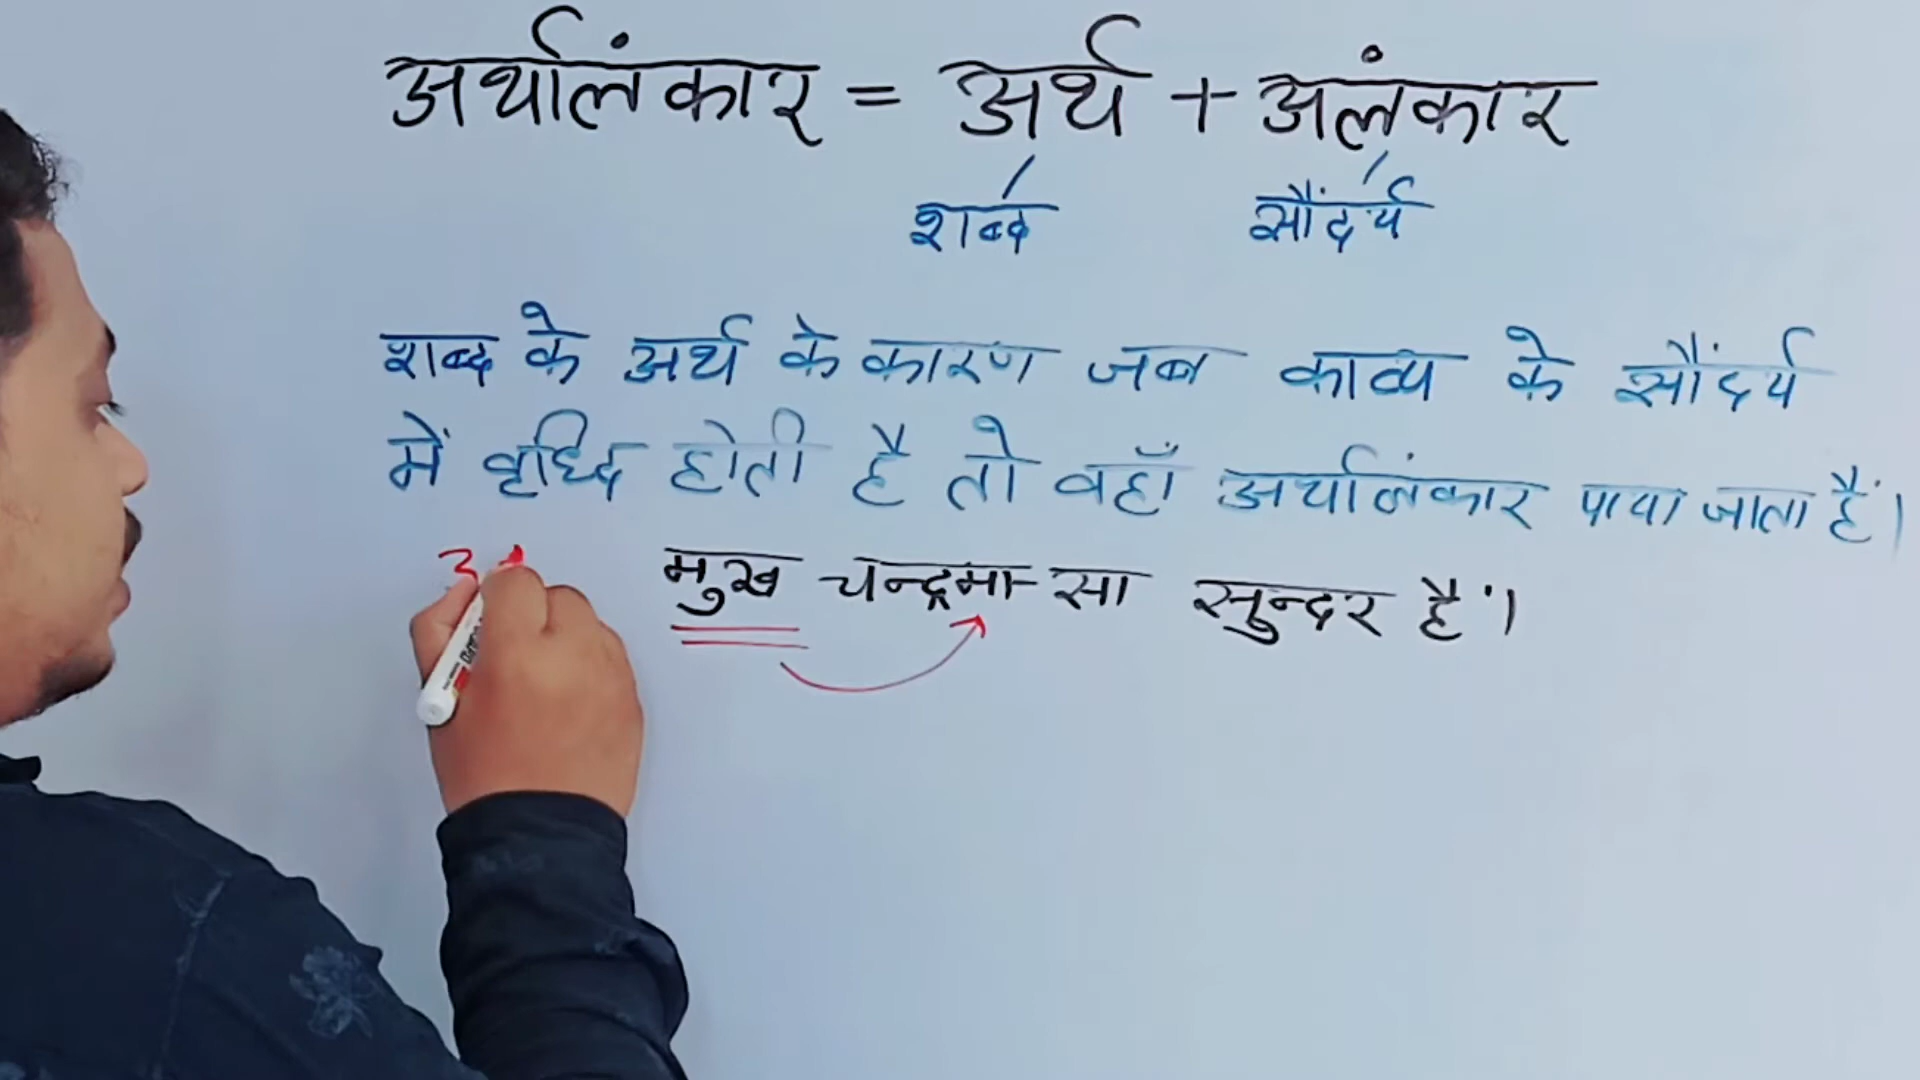 अर्थालंकार = अर्थ + अलंकार
शब्द सौंदर्य
शब्द के अर्थ के कारण जब काव्य के सौंदर्य
में वृध्दि होती है तो वहाँ अर्थालंकार पाया जाता हैं।
मुख चन्द्रमा-सा सुन्दर हैं।